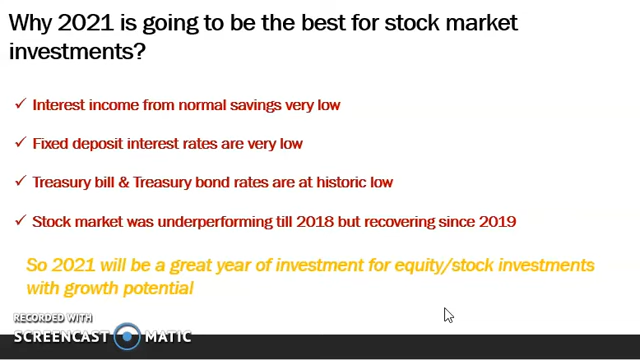 Why 2021 is going to be the best for stock market
investments?
✓ Interest income from normal savings very low
✓ Fixed deposit interest rates are very low
✓ Treasury bill & Treasury bond rates are at historic low
✓ Stock market was underperforming till 2018 but recovering since 2019
So 2021 will be a great year of investment for equity/stock investments
with growth potential
RECORDED WITH
SCREENCAST MATIC